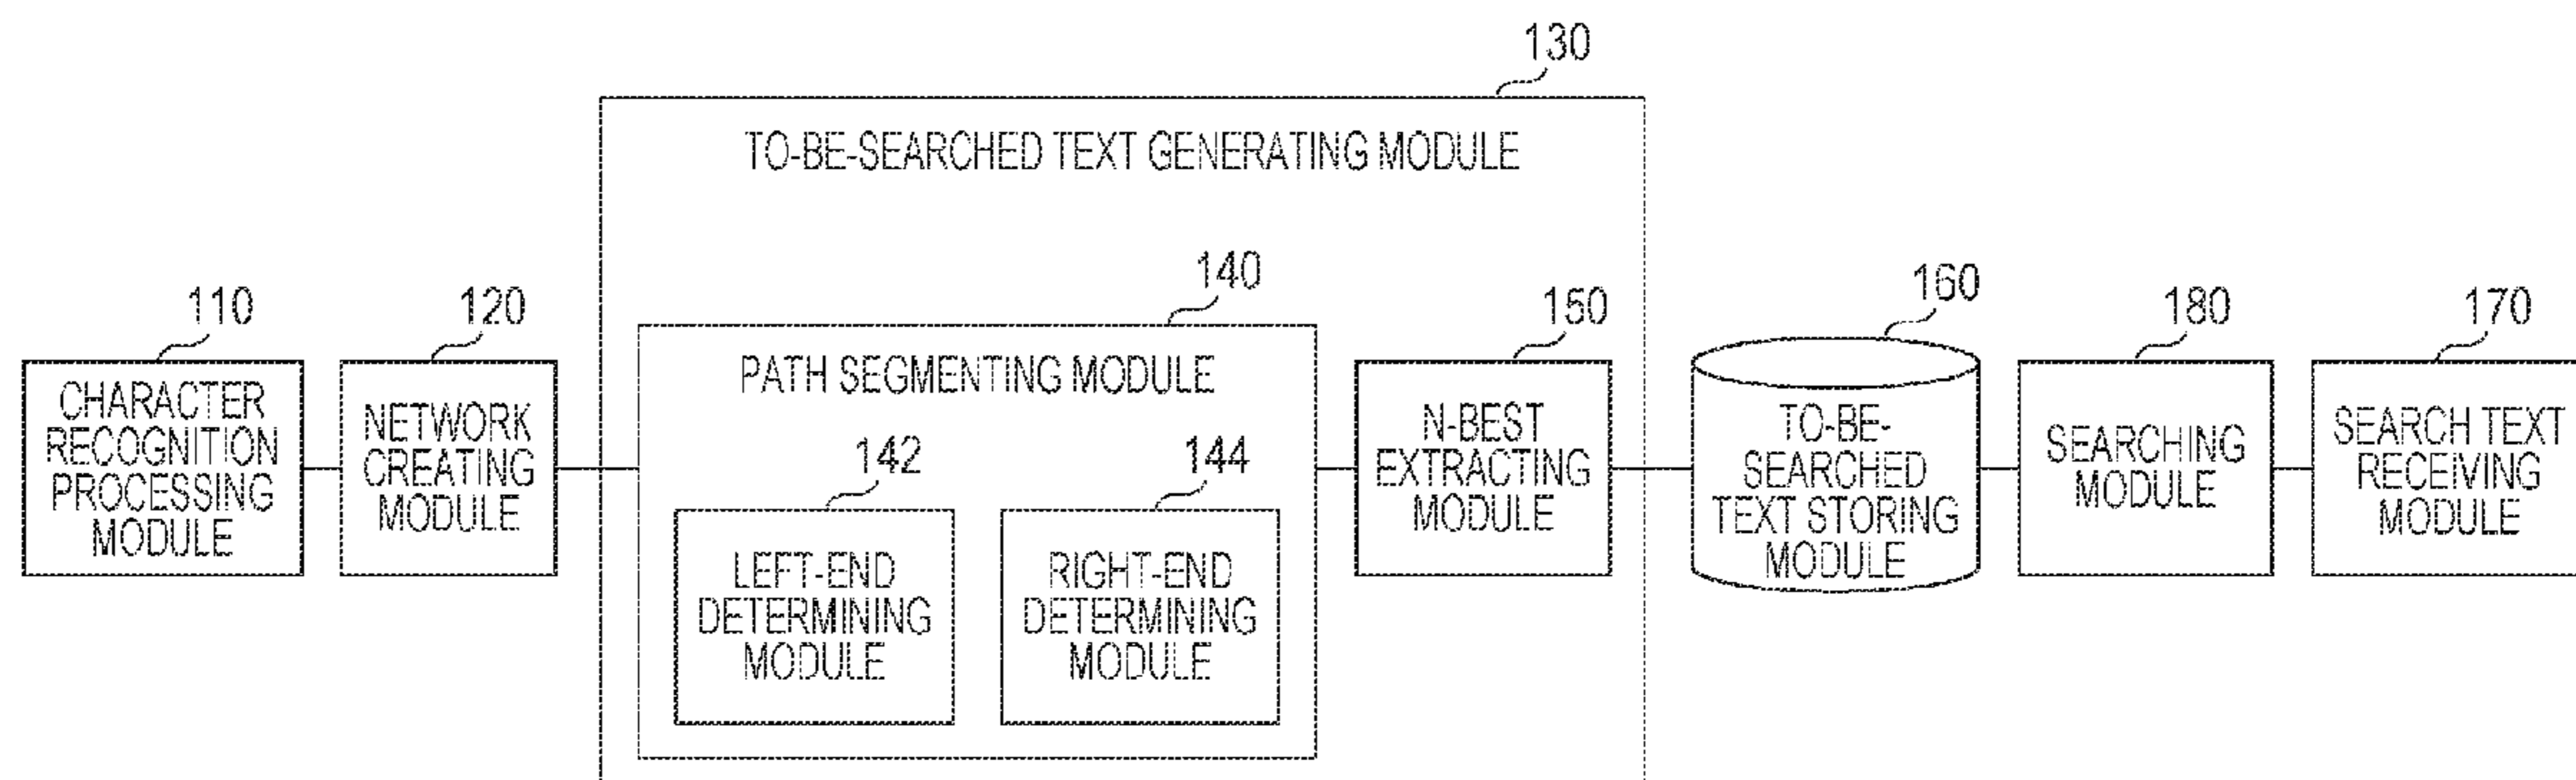 130
TO-BE-SEARCHED TEXT GENERATING MODULE
110
CHARACTER
RECOGNITION
PROCESSING
MODULE
120
NETWORK
CREATING
MODULE
140
PATH SEGMENTING MODULE
142
LEFT-END
DETERMINING
MODULE
144
RIGHT-END
DETERMINING
MODULE
150
N-BEST
EXTRACTING
MODULE
160
TO-BE-
SEARCHED
TEXT STORING
MODULE
180
SEARCHING
MODULE
170
SEARCH TEXT
RECEIVING
MODULE